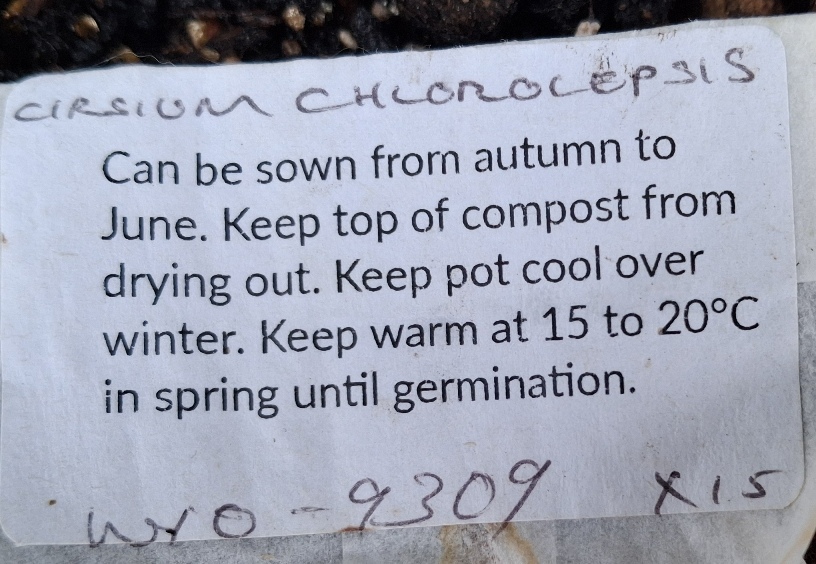 CIRSIUM CHLOROLEPSIS
Can be sown from autumn to
June. Keep top of compost from
drying out. Keep pot cool over
winter. Keep warm at 15 to 20°C
in spring until germination.
WYO - 9309 X15